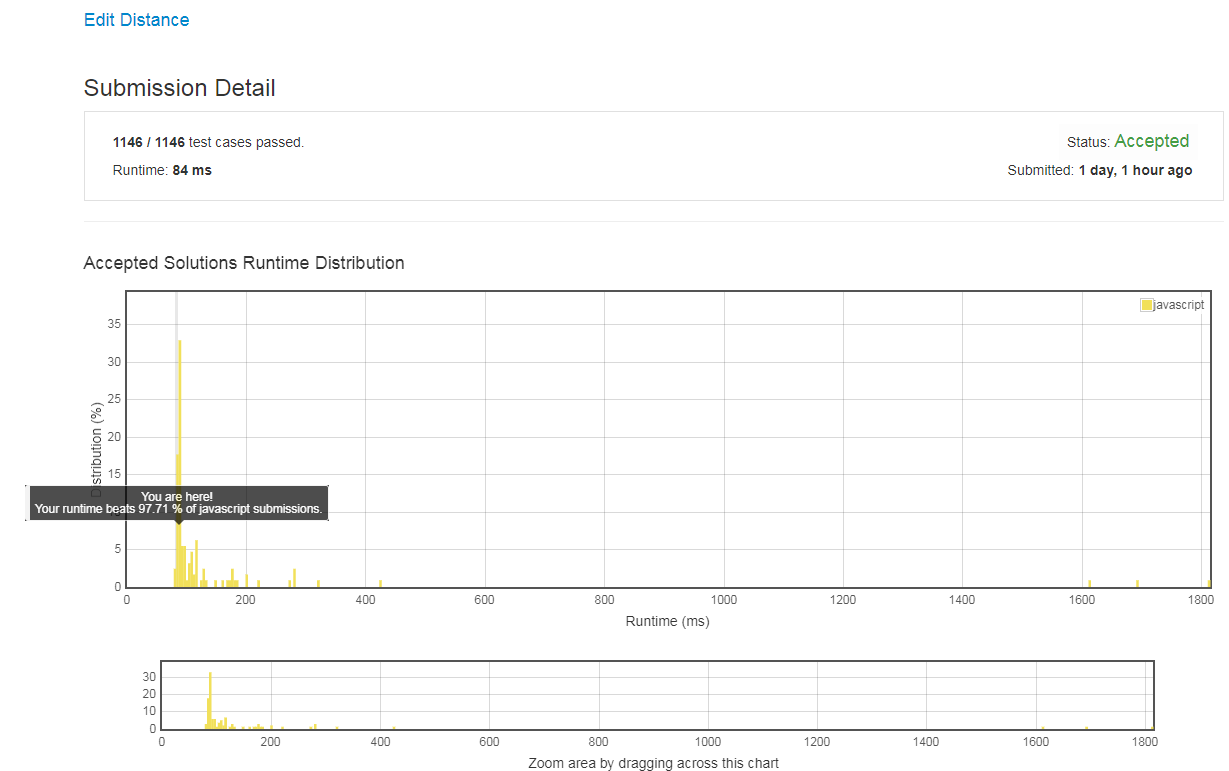 Edit Distance
Submission Detail
1146 / 1146 test cases passed.
Status: Accepted
Runtime: 84 ms
Submitted: 1 day, 1 hour ago
Accepted Solutions Runtime Distribution
javascript
35
30
25
20
15
5
0
Distribution (%)
You are here!
Your runtime beats 97.71 % of javascript submissions.
0 200 400 600 800 1000 1200 1400 1600 1800
Runtime (ms)
30
20
10
0
0 200 400 600 800 1000 1200 1400 1600 1800
Zoom area by dragging across this chart